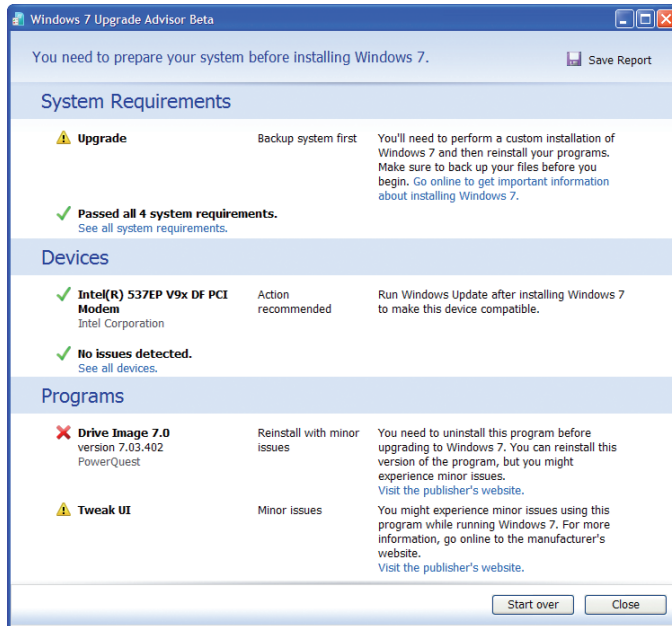 Windows 7 Upgrade Advisor Beta
You need to prepare your system before installing Windows 7.
Save Report
System Requirements
Upgrade
Backup system first
You'll need to perform a custom installation of
Windows 7 and then reinstall your programs.
Make sure to back up your files before you
begin. Go online to get important information
about installing Windows 7.
Passed all 4 system requirements.
See all system requirements.
Devices
Intel(R) 537EP V9x DF PCI
Modem
Intel Corporation
Action
recommended
Run Windows Update after installing Windows 7
to make this device compatible.
No issues detected.
See all devices.
Programs
Drive Image 7.0
version 7.03.402
PowerQuest
Reinstall with minor
issues
You need to uninstall this program before
upgrading to Windows 7. You can reinstall this
version of the program, but you might
experience minor issues.
Visit the publisher's website.
Tweak UI
Minor issues
You might experience minor issues using this
program while running Windows 7. For more
information, go online to the manufacturer's
website.
Visit the publisher's website.
Start over
Close